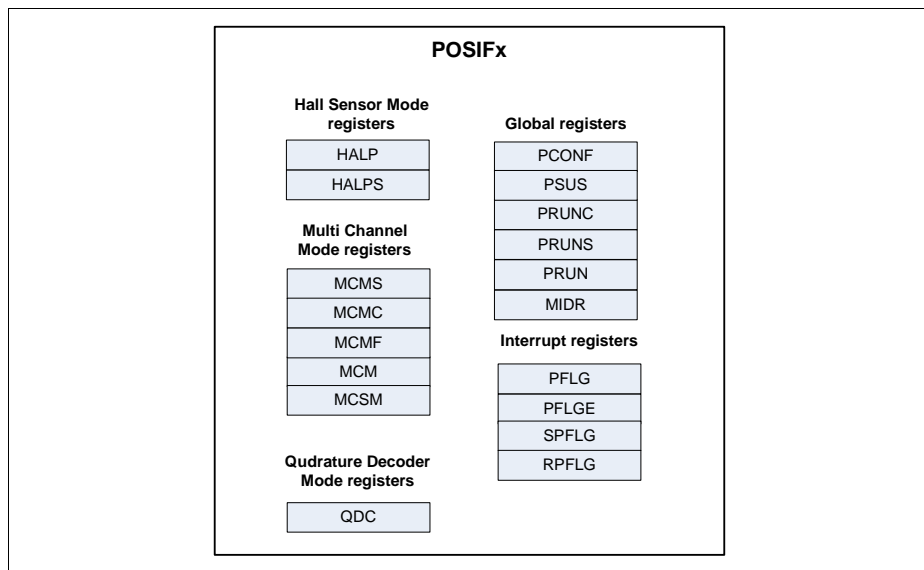 POSIFx
Hall Sensor Mode
registers
HALP
HALPS
Multi Channel
Mode registers
MCMS
MCMC
MCMF
MCM
MCSM
Qudrature Decoder
Mode registers
QDC
Global registers
PCONF
PSUS
PRUNC
PRUNS
PRUN
MIDR
Interrupt registers
PFLG
PFLGE
SPFLG
RPFLG